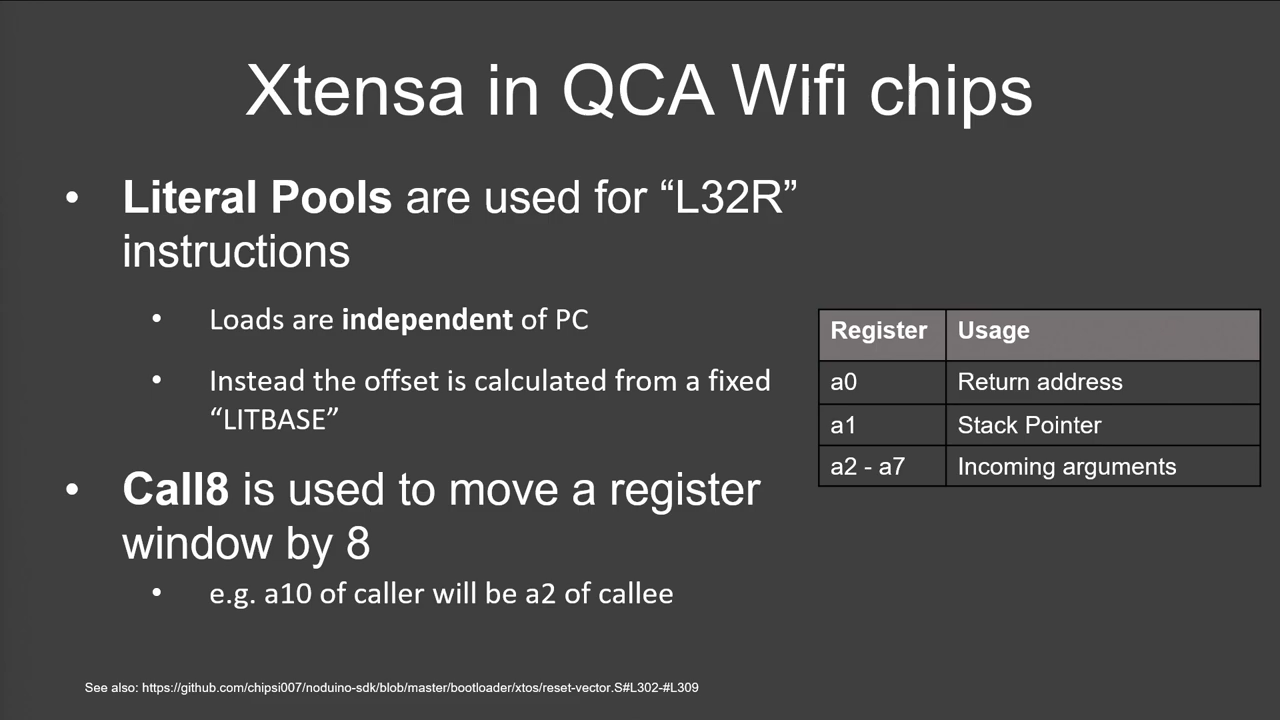 Xtensa in QCA Wifi chips
• Literal Pools are used for “L32R”
instructions
• Loads are independent of PC
• Instead the offset is calculated from a fixed
“LITBASE”
• Call8 is used to move a register
window by 8
• e.g. a10 of caller will be a2 of callee
Register Usage
a0 Return address
a1 Stack Pointer
a2 - a7 Incoming arguments
See also: https://github.com/chipsi007/noduino-sdk/blob/master/bootloader/xtos/reset-vector.S#L302-#L309